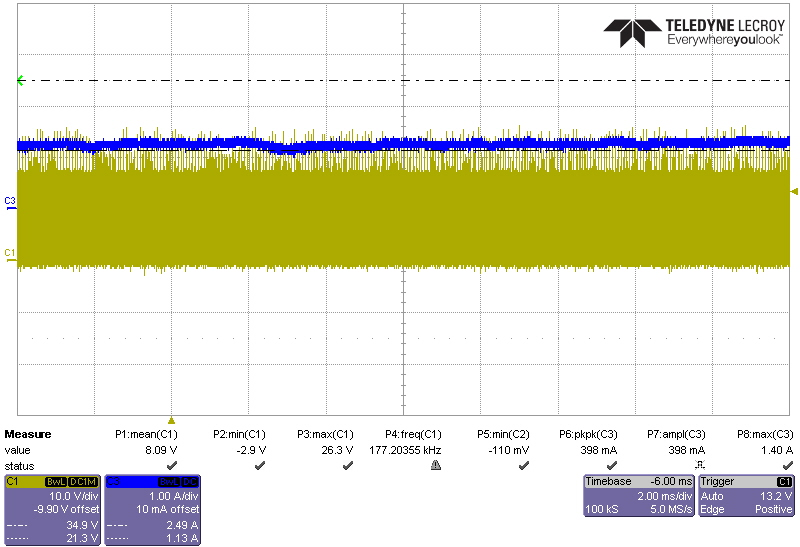 TELEDYNE LECROY
Everywhereyoulook™
C3
C1
Measure P1:mean(C1) P2:min(C1) P3:max(C1) P4:freq(C1) P5:min(C2) P6:pkpk(C3) P7:ampl(C3) P8:max(C3)
value 8.09 V -2.9 V 26.3 V 177.20355 kHz -110 mV 398 mA 398 mA 1.40 A
status
C1 BwL DC1M
10.0 V/div
-9.90 V offset
34.9 V
21.3 V
C3 BwL DC
1.00 A/div
10 mA offset
2.49 A
1.13 A
Timebase -6.00 ms
2.00 ms/div
100 kS 5.0 MS/s
Trigger C1
Auto 13.2 V
Edge Positive